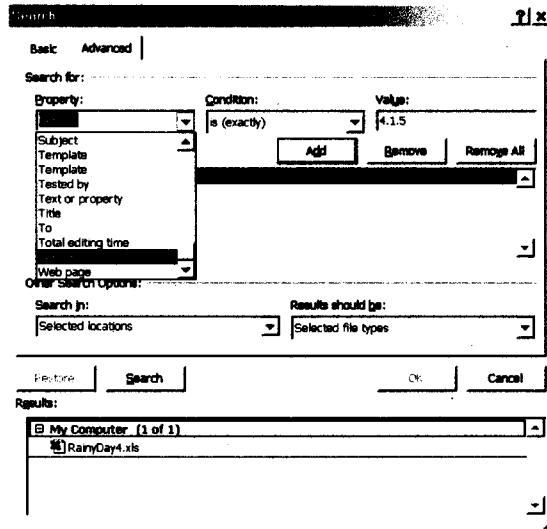 Search
Basic Advanced
Search for:
Property: Condition: Value:
is (exactly) 4.1.5
Add Remove Remove All
Subject
Template
Template
Tested by
Text or property
Title
To
Total editing time
Web page
Other Search Options:
Search in: Results should be:
Selected locations Selected file types
Restore Search OK Cancel
Results:
My Computer (1 of 1)
RainyDay4.xls